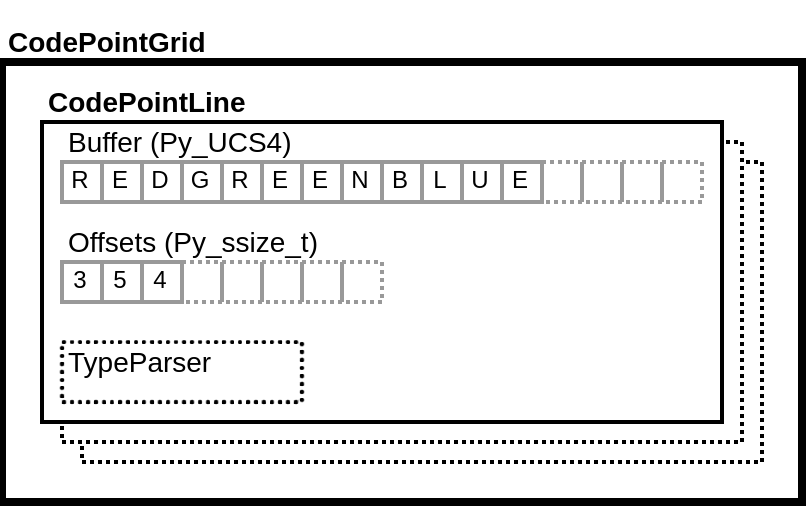 CodePointGrid
CodePointLine
Buffer (Py_UCS4)
R E D G R E E N B L U E
Offsets (Py_ssize_t)
3 5 4
TypeParser